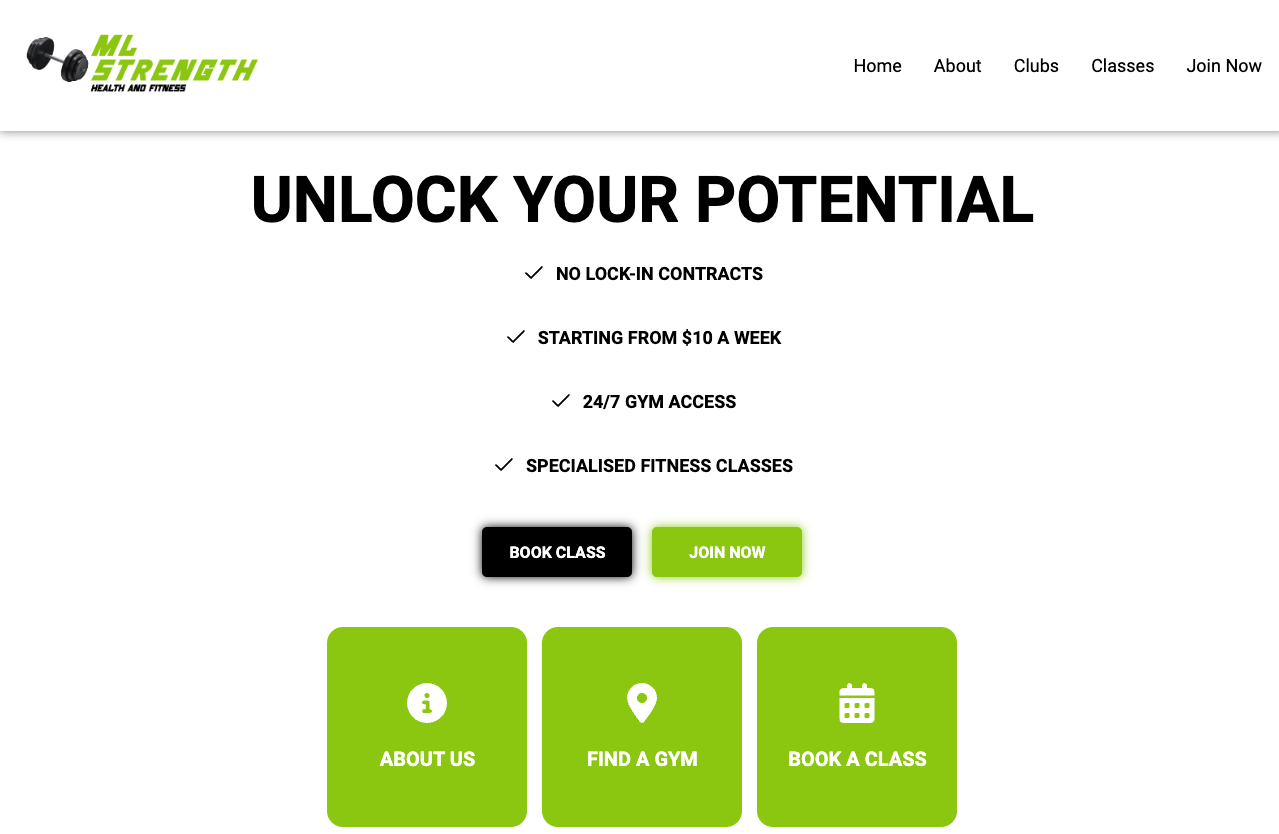 ML
STRENGTH
HEALTH AND FITNESS
Home About Clubs Classes Join Now
UNLOCK YOUR POTENTIAL
NO LOCK-IN CONTRACTS
STARTING FROM $10 A WEEK
24/7 GYM ACCESS
SPECIALISED FITNESS CLASSES
BOOK CLASS JOIN NOW
ABOUT US FIND A GYM BOOK A CLASS